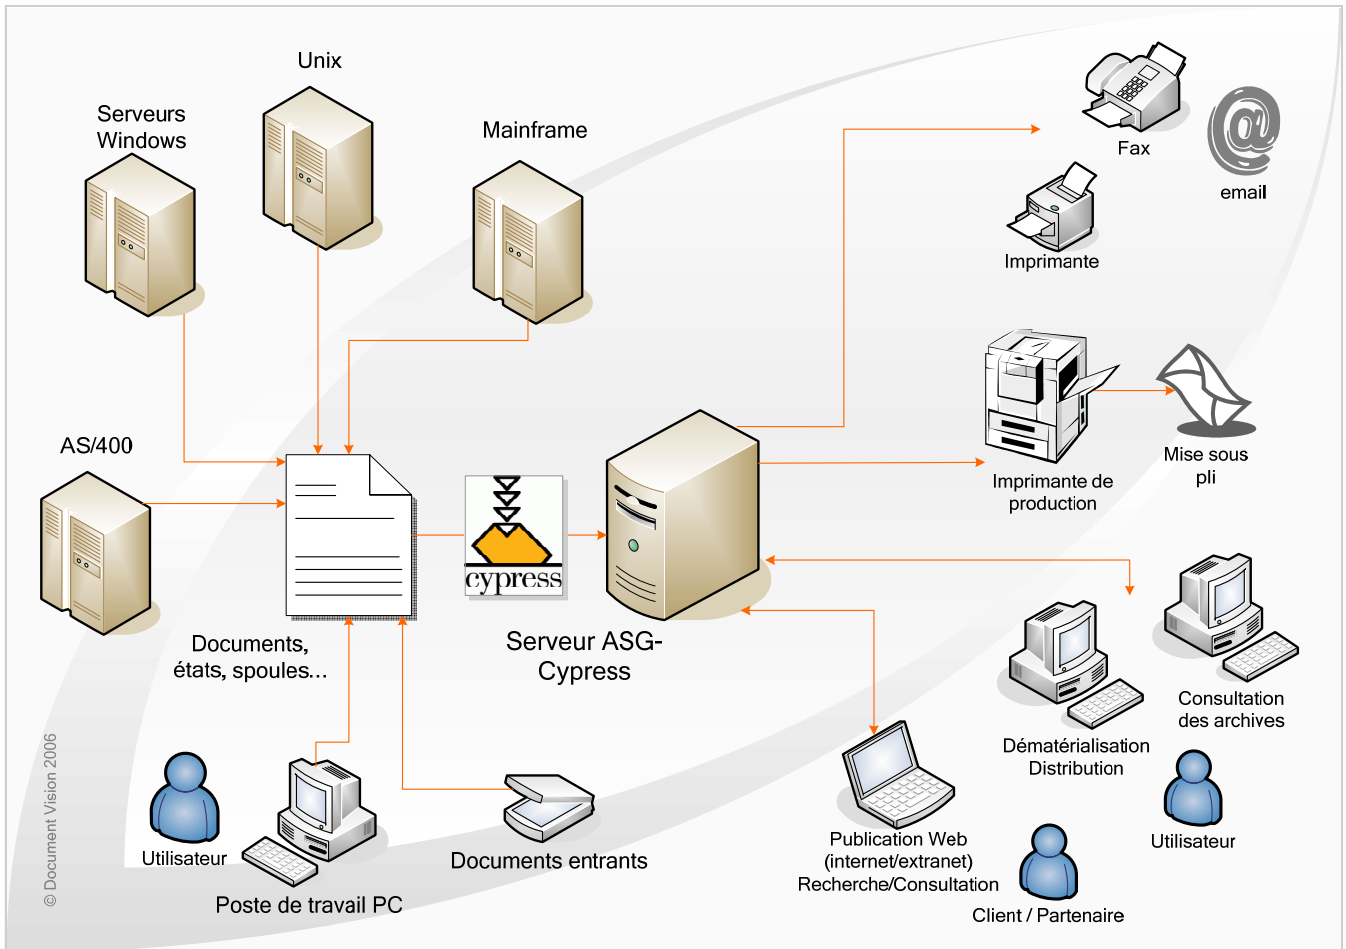 Unix
Serveurs
Windows
Mainframe
Fax
email
Imprimante
AS/400
Imprimante de
production
Mise sous
pli
cypress
Documents,
états, spoules...
Serveur ASG-
Cypress
Consultation
des archives
Dématérialisation
Distribution
Utilisateur
Poste de travail PC
Documents entrants
Publication Web
(internet/extranet)
Recherche/Consultation
Utilisateur
Client / Partenaire
© Document Vision 2006